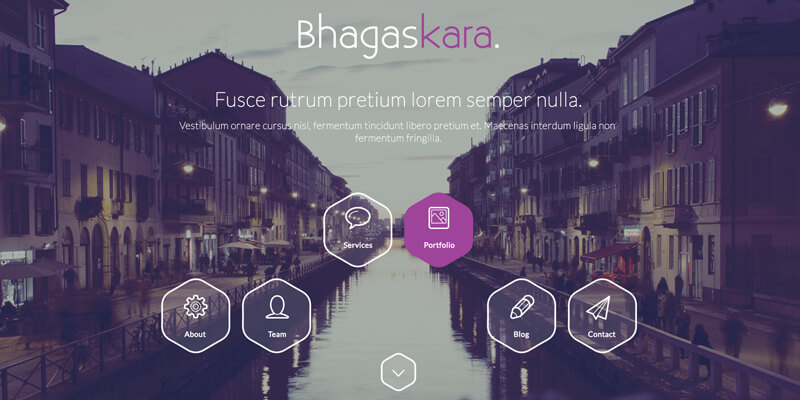 Bhagaskara.
Fusce rutrum pretium lorem semper nulla.
Vestibulum ornare cursus nisi, fermentum tincidunt libero pretium et. Maecenas interdum ligula non
fermentum fringilla.
Services
Portfolio
About
Team
Blog
Contact